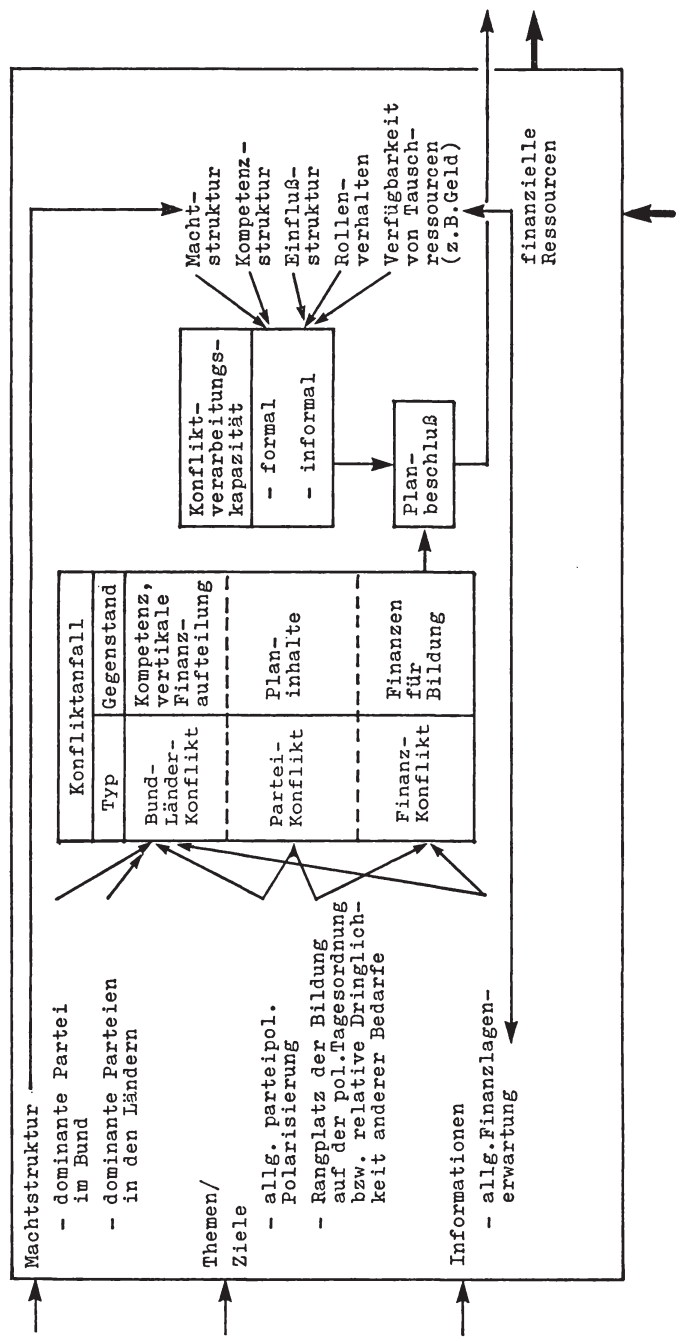 Machtstruktur
- dominante Partei
im Bund
- dominante Parteien
in den Ländern
Themen/
Ziele
- allg. parteipol.
Polarisierung
- Rangplatz der Bildung
auf der pol.Tagesordnung
bzw. relative Dringlich-
keit anderer Bedarfe
Informationen
- allg.Finanzlagen-
erwartung
Konfliktanfall
Typ
Gegenstand
Bund-
Länder-
Konflikt
Kompetenz,
vertikale
Finanz-
aufteilung
Partei-
Konflikt
Plan-
inhalte
Finanz-
Konflikt
Finanzen
für
Bildung
Konflikt-
verarbeitungs-
kapazität
- formal
- informal
Plan-
beschluß
Macht-
struktur
Kompetenz-
struktur
Einfluß-
struktur
Rollen-
verhalten
Verfügbarkeit
von Tausch-
ressourcen
(z.B.Geld)
finanzielle
Ressourcen